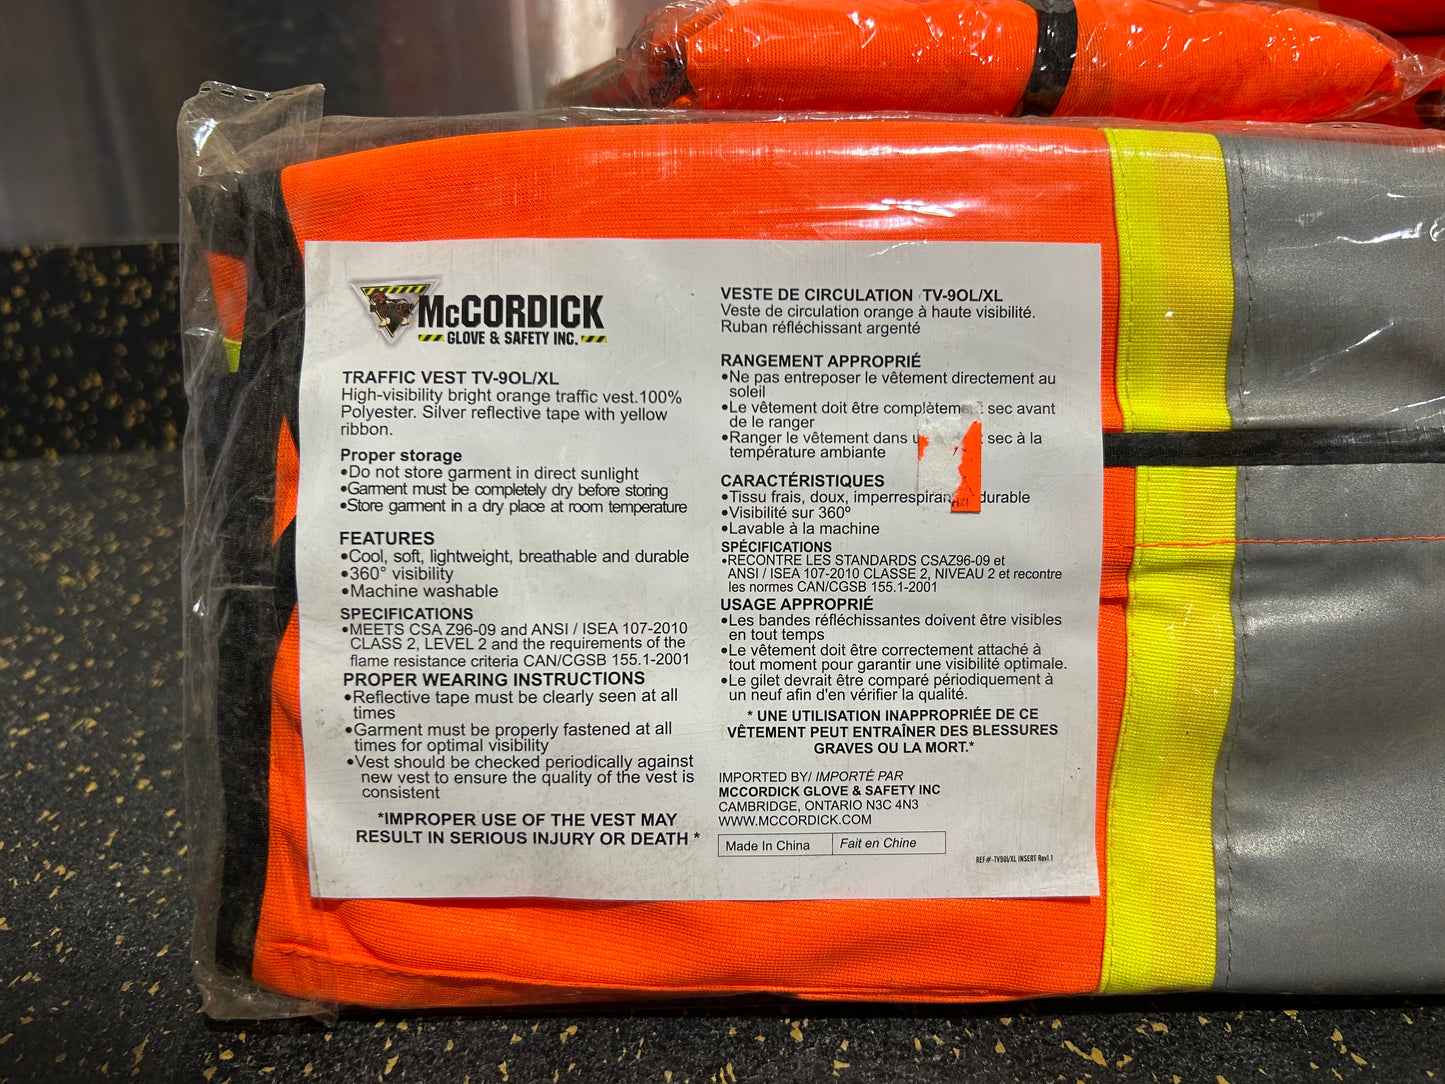 McCORDICK
GLOVE & SAFETY INC.
TRAFFIC VEST TV-9OL/XL
High-visibility bright orange traffic vest.100%
Polyester. Silver reflective tape with yellow
ribbon.
Proper storage
•Do not store garment in direct sunlight
•Garment must be completely dry before storing
•Store garment in a dry place at room temperature
FEATURES
•Cool, soft, lightweight, breathable and durable
•360° visibility
•Machine washable
SPECIFICATIONS
•MEETS CSA Z96-09 and ANSI / ISEA 107-2010
CLASS 2, LEVEL 2 and the requirements of the
flame resistance criteria CAN/CGSB 155.1-2001
PROPER WEARING INSTRUCTIONS
•Reflective tape must be clearly seen at all
times
•Garment must be properly fastened at all
times for optimal visibility
•Vest should be checked periodically against
new vest to ensure the quality of the vest is
consistent
*IMPROPER USE OF THE VEST MAY
RESULT IN SERIOUS INJURY OR DEATH *
VESTE DE CIRCULATION TV-9OL/XL
Veste de circulation orange à haute visibilité.
Ruban réfléchissant argenté
RANGEMENT APPROPRIÉ
•Ne pas entreposer le vêtement directement au
soleil
•Le vêtement doit être complètement sec avant
de le ranger
•Ranger le vêtement dans sec à la
température ambiante
CARACTÉRISTIQUES
•Tissu frais, doux, durable
•Visibilité sur 360º
•Lavable à la machine
SPÉCIFICATIONS
•RECONTRE LES STANDARDS CSAZ96-09 et
ANSI / ISEA 107-2010 CLASSE 2, NIVEAU 2 et recontre
les normes CAN/CGSB 155.1-2001
USAGE APPROPRIÉ
•Les bandes réfléchissantes doivent être visibles
en tout temps
•Le vêtement doit être correctement attaché à
tout moment pour garantir une visibilité optimale.
•Le gilet devrait être comparé périodiquement à
un neuf afin d'en vérifier la qualité.
* UNE UTILISATION INAPPROPRIÉE DE CE
VÊTEMENT PEUT ENTRAÎNER DES BLESSURES
GRAVES OU LA MORT.*
IMPORTED BY/ IMPORTÉ PAR
MCCORDICK GLOVE & SAFETY INC
CAMBRIDGE, ONTARIO N3C 4N3
WWW.MCCORDICK.COM
Made In China Fait en Chine
REF#-TV9OL/XL INSERT Rev1.1